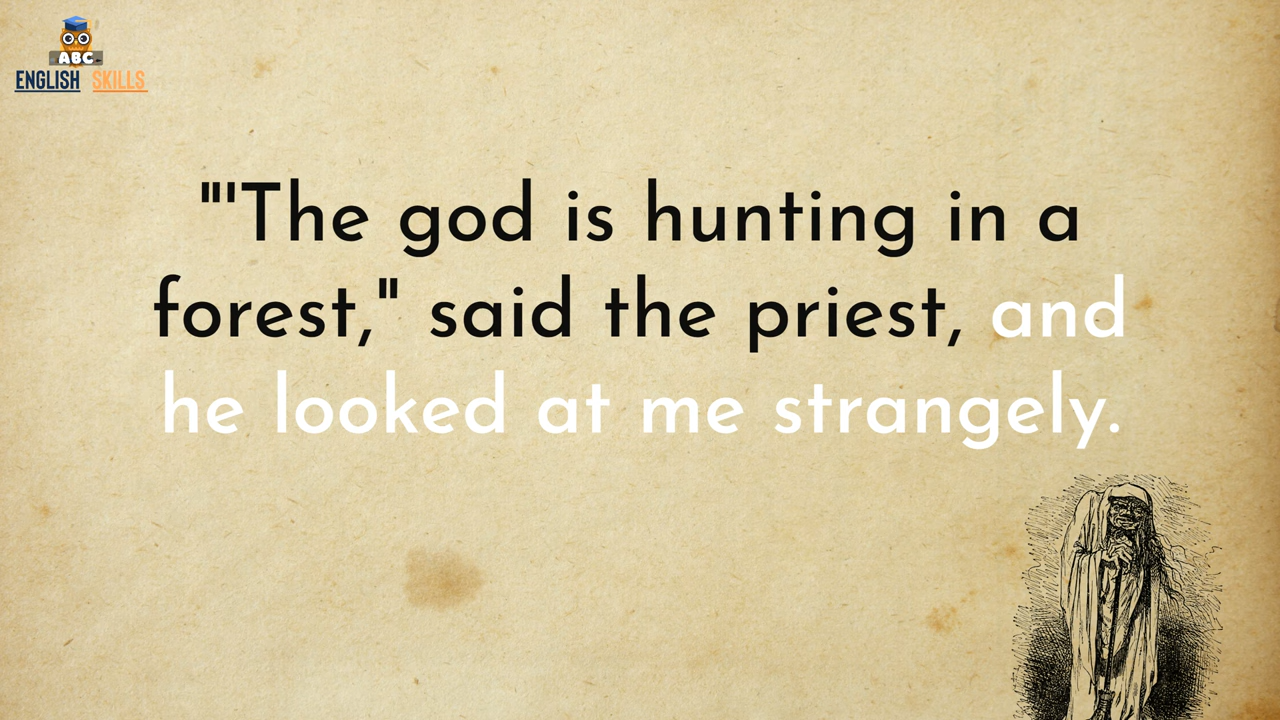 ABC
ENGLISH SKILLS
"'The god is hunting in a
forest," said the priest, and
he looked at me strangely.